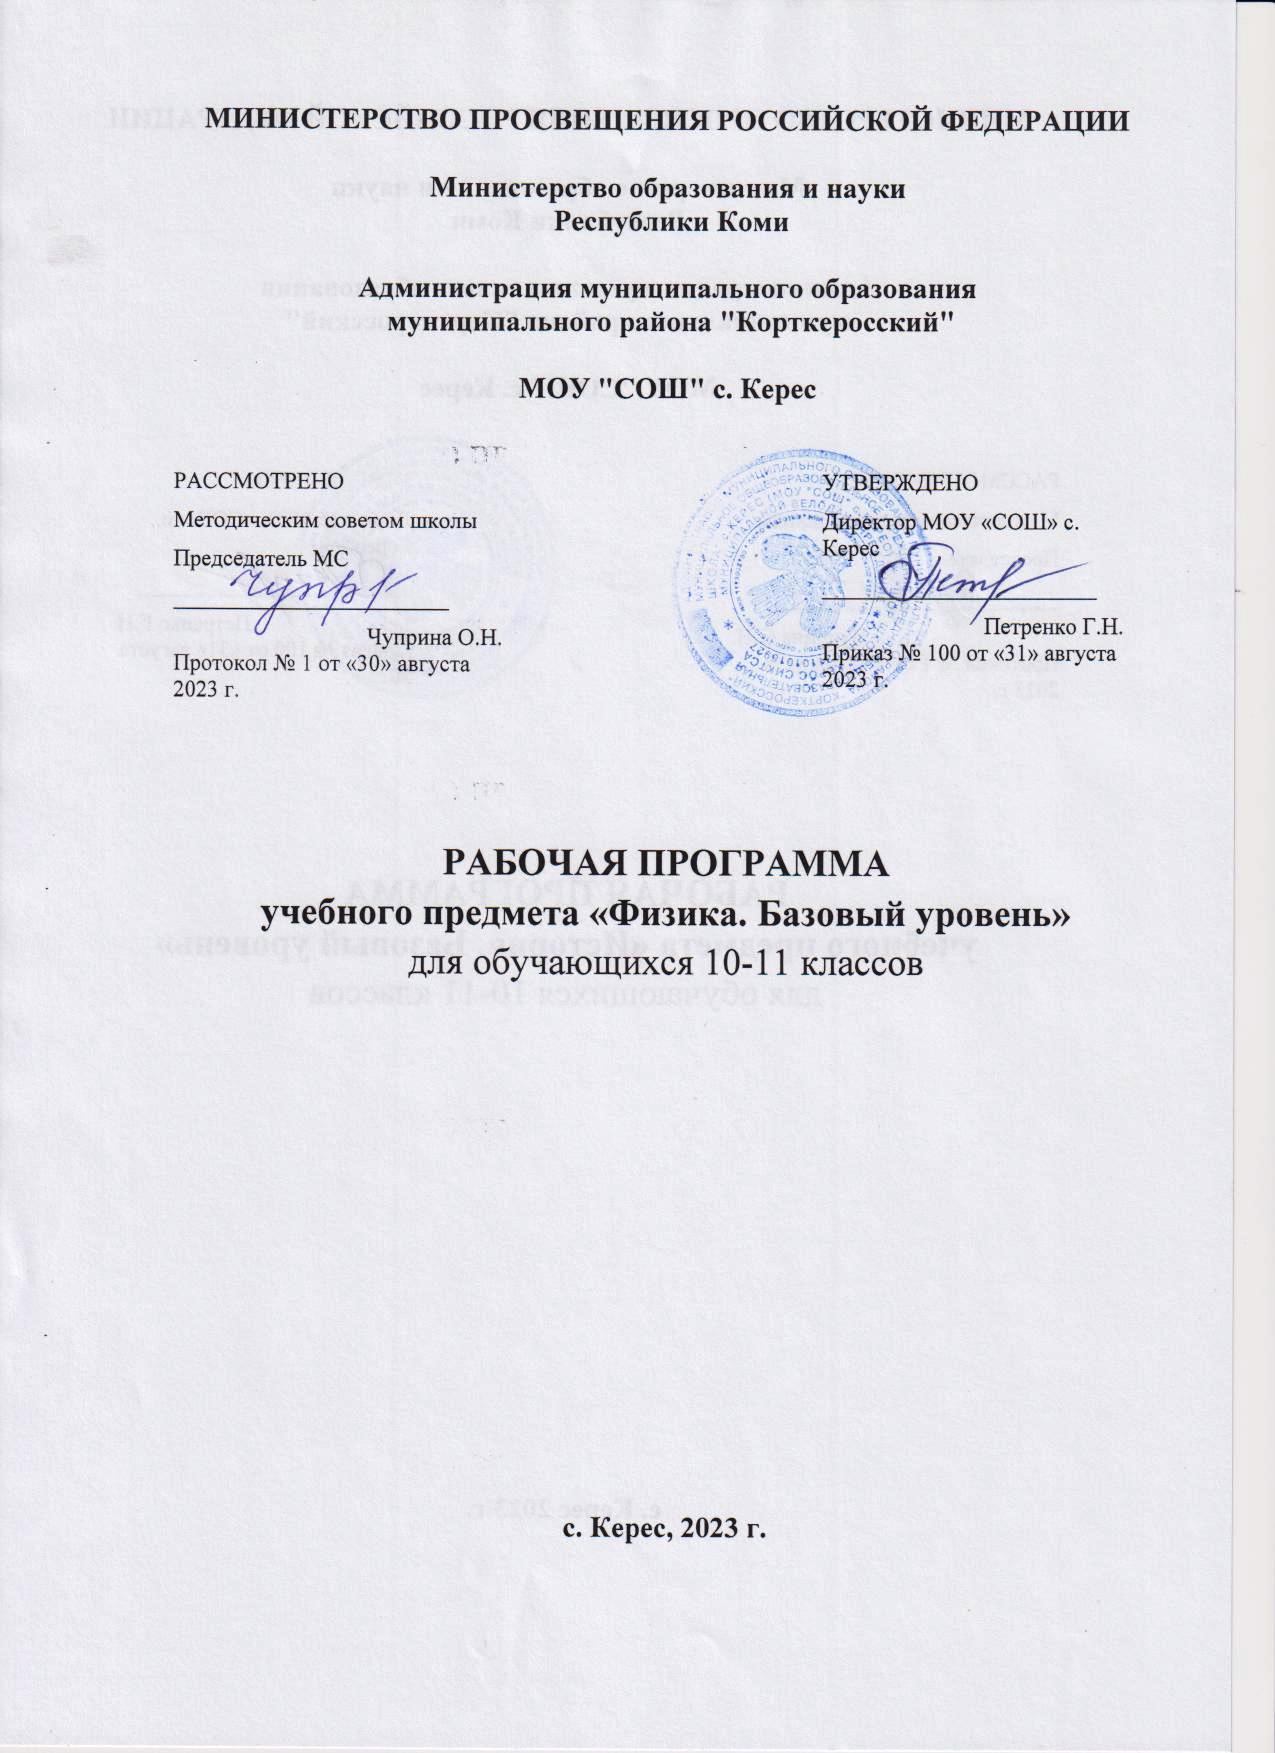 МИНИСТЕРСТВО ПРОСВЕЩЕНИЯ РОССИЙСКОЙ ФЕДЕРАЦИИ
Министерство образования и науки
Республики Коми
Администрация муниципального образования
муниципального района "Корткеросский"
МОУ "СОШ" с. Керес
РАССМОТРЕНО
Методическим советом школы
Председатель МС
Чуприна О.Н.
Протокол № 1 от «30» августа
2023 г.
УТВЕРЖДЕНО
Директор МОУ «СОШ» с.
Керес
Петренко Г.Н.
Приказ № 100 от «31» августа
2023 г.
РАБОЧАЯ ПРОГРАММА
учебного предмета «Физика. Базовый уровень»
для обучающихся 10-11 классов
с. Керес, 2023 г.